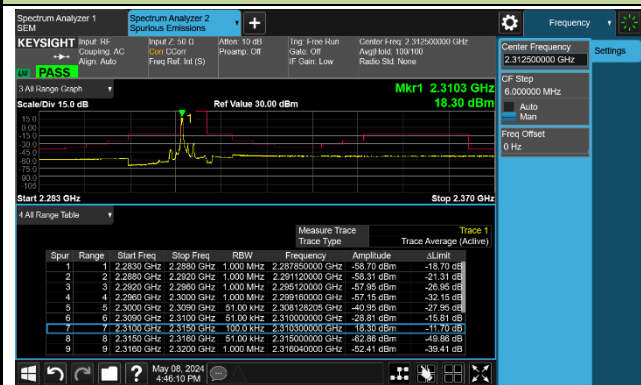 Spectrum Analyzer 1
SEM
Spectrum Analyzer 2
Spurious Emissions
Frequency
KEYSIGHT Input: RF
Coupling: AC
Align: Auto
Input Z: 50 Ω
Corr CCorr
Freq Ref: Int (S)
Atten: 10 dB
Preamp: Off
Trig: Free Run
Gate: Off
IF Gain: Low
Center Freq: 2.312500000 GHz
Avg|Hold: 100/100
Radio Std: None
LXI PASS
Center Frequency
2.312500000 GHz
Settings
CF Step
6.000000 MHz
Auto
Man
Freq Offset
0 Hz
3 All Range Graph
Mkr1 2.3103 GHz
18.30 dBm
Scale/Div 15.0 dB
Ref Value 30.00 dBm
15.0
0.00
-15.0
-30.0
-45.0
-60.0
-75.0
-90.0
-105
1
Start 2.283 GHz
Stop 2.370 GHz
4 All Range Table
Measure Trace Trace 1
Trace Type Trace Average (Active)
Spur Range Start Freq Stop Freq RBW Frequency Amplitude ΔLimit
1 1 2.2830 GHz 2.2880 GHz 1.000 MHz 2.287850000 GHz -58.70 dBm -18.70 dB
2 2 2.2880 GHz 2.2920 GHz 1.000 MHz 2.291120000 GHz -58.31 dBm -21.31 dB
3 3 2.2920 GHz 2.2960 GHz 1.000 MHz 2.295120000 GHz -57.95 dBm -26.95 dB
4 4 2.2960 GHz 2.3000 GHz 1.000 MHz 2.299160000 GHz -57.15 dBm -32.15 dB
5 5 2.3000 GHz 2.3090 GHz 51.00 kHz 2.308128205 GHz -40.95 dBm -27.95 dB
6 6 2.3090 GHz 2.3100 GHz 51.00 kHz 2.310000000 GHz -28.81 dBm -15.81 dB
7 7 2.3100 GHz 2.3150 GHz 100.0 kHz 2.310300000 GHz 18.30 dBm -11.70 dB
8 8 2.3150 GHz 2.3160 GHz 51.00 kHz 2.315000000 GHz -62.86 dBm -49.86 dB
9 9 2.3160 GHz 2.3200 GHz 1.000 MHz 2.316040000 GHz -52.41 dBm -39.41 dB
May 08, 2024
4:46:10 PM